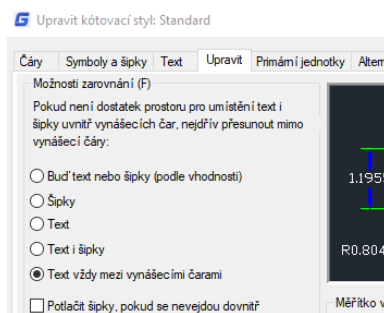 Upravit kótovací styl: Standard
Čáry Symboly a šipky Text Upravit Primární jednotky
Možnosti zarovnání (F)
Pokud není dostatek prostoru pro umístění text i
šipky uvnitř vynášecích čar, nejdřív přesunout mimo
vynášecí čáry:
Buď text nebo šipky (podle vhodnosti)
Šipky
Text
Text i šipky
Text vždy mezi vynášecími čarami
Potlačit šipky, pokud se nevejdou dovnitř
1.195
R0.804
Měřítko